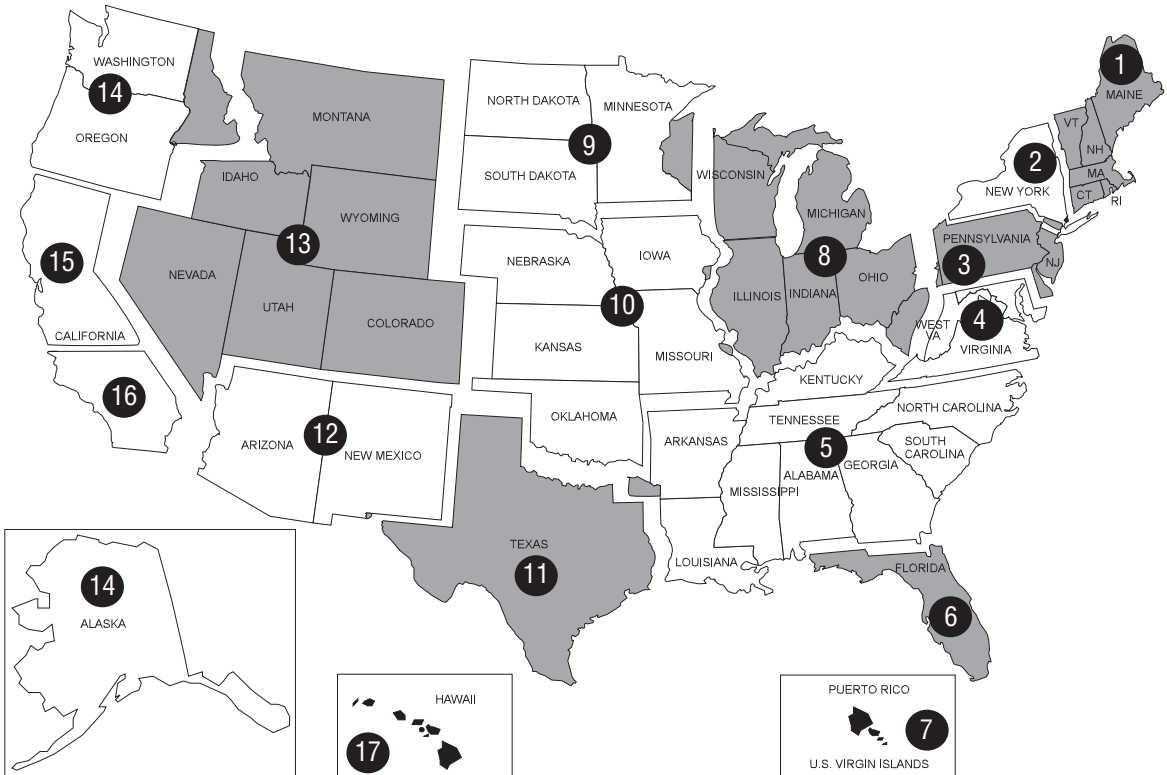 WASHINGTON
14
OREGON
MONTANA
NORTH DAKOTA
MINNESOTA
9
SOUTH DAKOTA
1
MAINE
VT
NH
MA
CT
RI
2
NEW YORK
IDAHO
WYOMING
13
WISCONSIN
MICHIGAN
8
PENNSYLVANIA
3
NJ
15
CALIFORNIA
NEVADA
UTAH
COLORADO
NEBRASKA
IOWA
10
KANSAS
MISSOURI
ILLINOIS
INDIANA
OHIO
WEST
VA
4
VIRGINIA
16
ARIZONA
12
NEW MEXICO
OKLAHOMA
ARKANSAS
KENTUCKY
TENNESSEE
NORTH CAROLINA
SOUTH
CAROLINA
5
ALABAMA
GEORGIA
MISSISSIPPI
TEXAS
11
LOUISIANA
FLORIDA
6
14
ALASKA
HAWAII
17
PUERTO RICO
7
U.S. VIRGIN ISLANDS